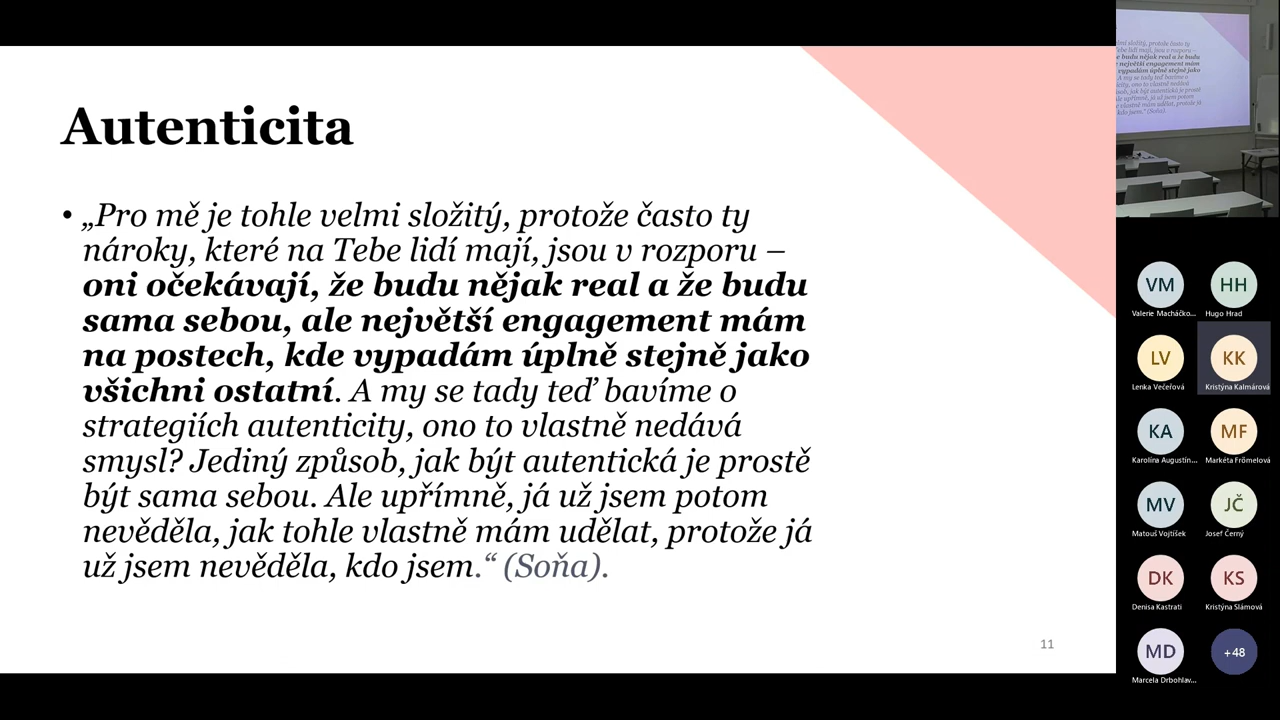 Autenticita
• „Pro mě je tohle velmi složitý, protože často ty
nároky, které na Tebe lidí mají, jsou v rozporu –
oni očekávají, že budu nějak real a že budu
sama sebou, ale největší engagement mám
na postech, kde vypadám úplně stejně jako
všichni ostatní. A my se tady teď bavíme o
strategiích autenticity, ono to vlastně nedává
smysl? Jediný způsob, jak být autentická je prostě
být sama sebou. Ale upřímně, já už jsem potom
nevěděla, jak tohle vlastně mám udělat, protože já
už jsem nevěděla, kdo jsem.“ (Soňa).
11
VM HH
Valerie Macháčko... Hugo Hrad
LV KK
Lenka Večeřová Kristýna Kalmárová
KA MF
Karolína Augustin... Markéta Frömelová
MV JČ
Matouš Vojtíšek Josef Černý
DK KS
Denisa Kastrati Kristýna Slámová
MD +48
Marcela Drbohlav...